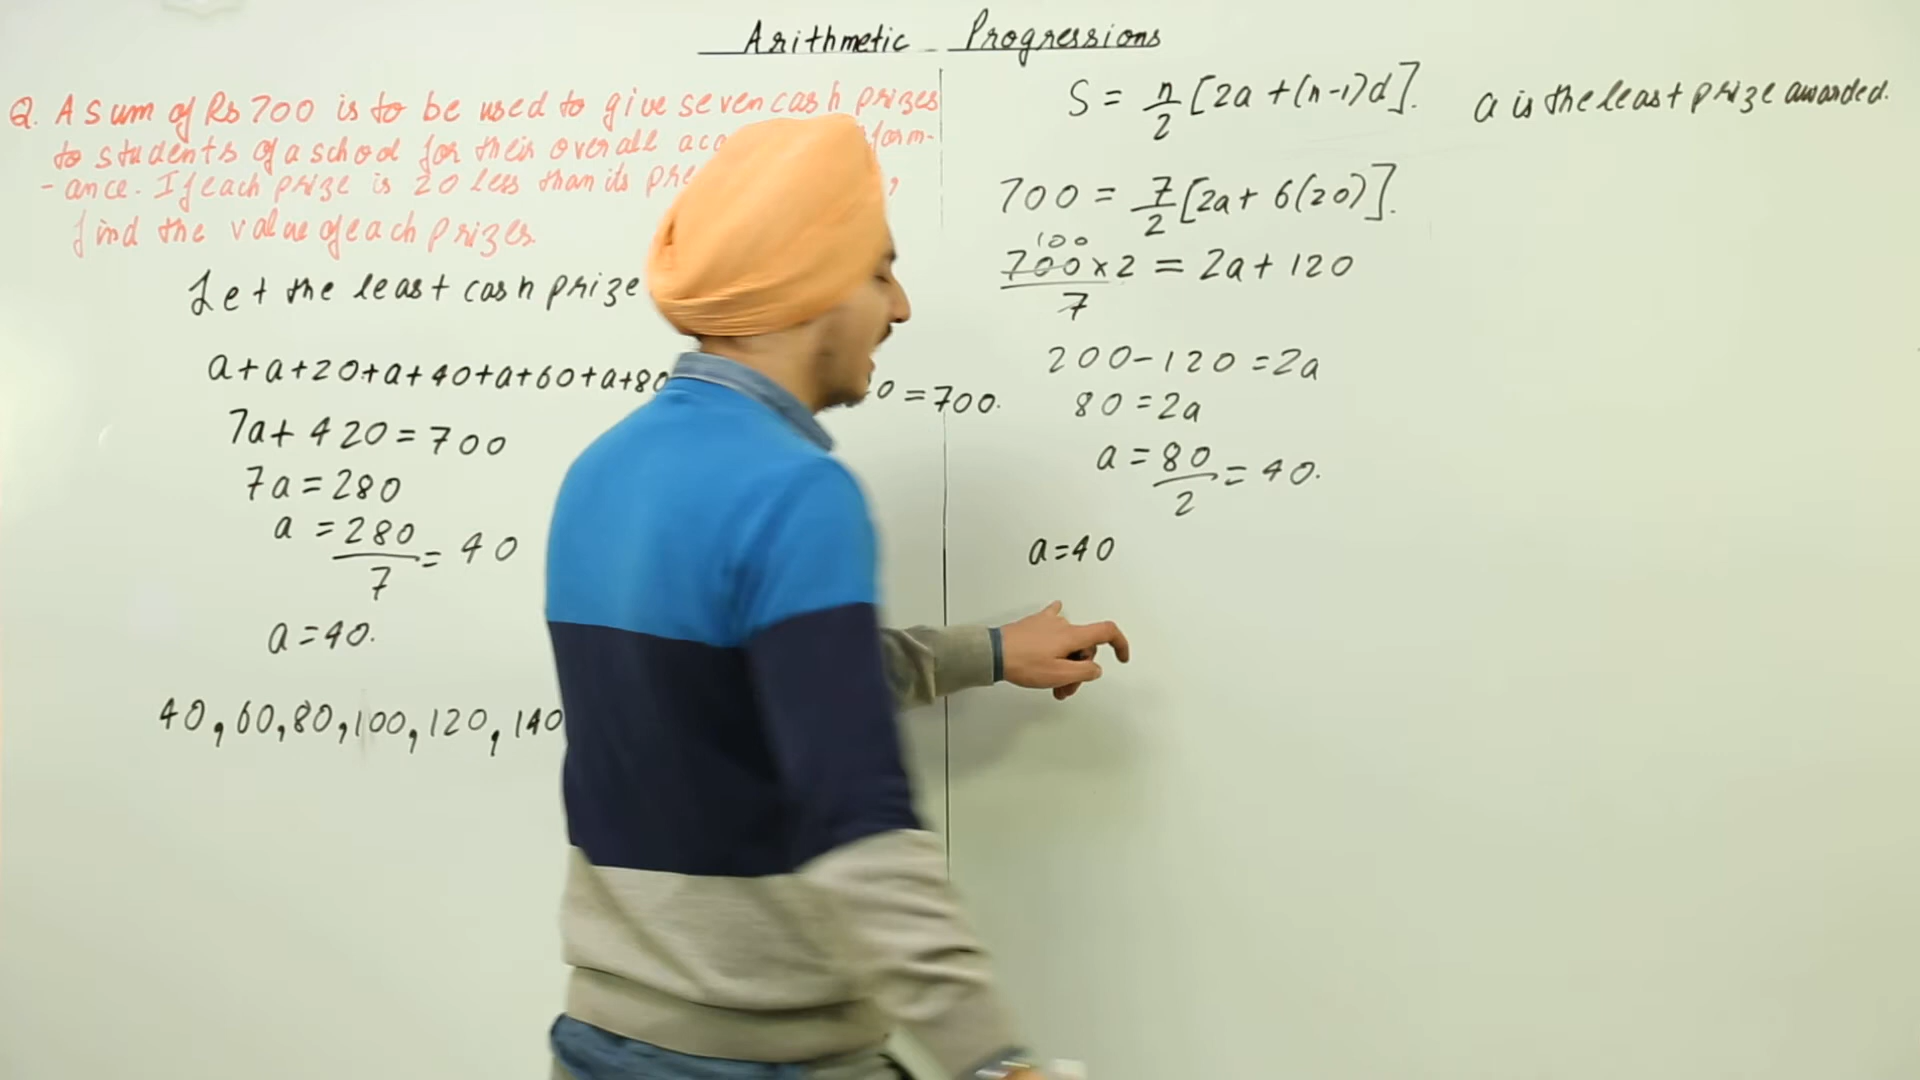 Arithmetic Progressions
Q. A sum of Rs 700 is to be used to give seven cash prizes
to students of a school for their overall
-ance. If each prize is 20 less than its
find the value of each prizes.
Let the least cash prize
a+a+20+a+40+a+60+a+80
0 = 700.
7a+ 420 = 700
7a = 280
a = 280/7 = 40
a = 40.
40, 60, 80, 100, 120, 140
S = n/2 [2a + (n-1)d]. a is the least prize awarded.
700 = 7/2 [2a + 6(20)].
100
700 × 2 / 7 = 2a + 120
200 - 120 = 2a
80 = 2a
a = 80/2 = 40.
a = 40